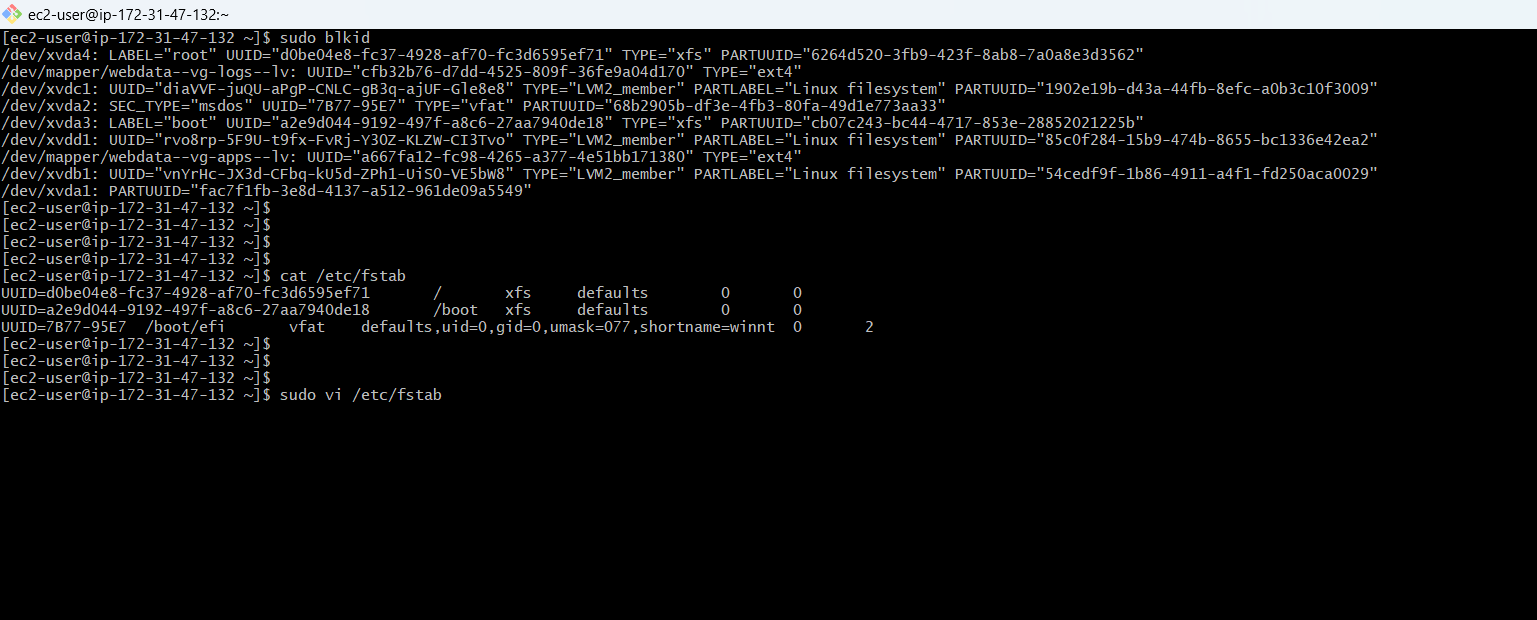 ec2-user@ip-172-31-47-132:~
[ec2-user@ip-172-31-47-132 ~]$ sudo blkid
/dev/xvda4: LABEL="root" UUID="d0be04e8-fc37-4928-af70-fc3d6595ef71" TYPE="xfs" PARTUUID="6264d520-3fb9-423f-8ab8-7a0a8e3d3562"
/dev/mapper/webdata--vg-logs--lv: UUID="cfb32b76-d7dd-4525-809f-36fe9a04d170" TYPE="ext4"
/dev/xvdc1: UUID="diaVVF-juQU-aPgP-CNLC-gB3q-ajUF-Gle8e8" TYPE="LVM2_member" PARTLABEL="Linux filesystem" PARTUUID="1902e19b-d43a-44fb-8efc-a0b3c10f3009"
/dev/xvda2: SEC_TYPE="msdos" UUID="7B77-95E7" TYPE="vfat" PARTUUID="68b2905b-df3e-4fb3-80fa-49d1e773aa33"
/dev/xvda3: LABEL="boot" UUID="a2e9d044-9192-497f-a8c6-27aa7940de18" TYPE="xfs" PARTUUID="cb07c243-bc44-4717-853e-28852021225b"
/dev/xvdd1: UUID="rvo8rp-5F9U-t9fx-FvRj-Y3OZ-KLZW-CI3Tvo" TYPE="LVM2_member" PARTLABEL="Linux filesystem" PARTUUID="85c0f284-15b9-474b-8655-bc1336e42ea2"
/dev/mapper/webdata--vg-apps--lv: UUID="a667fa12-fc98-4265-a377-4e51bb171380" TYPE="ext4"
/dev/xvdb1: UUID="vnYrHc-JX3d-CFbq-kU5d-ZPh1-UiSO-VE5bW8" TYPE="LVM2_member" PARTLABEL="Linux filesystem" PARTUUID="54cedf9f-1b86-4911-a4f1-fd250aca0029"
/dev/xvda1: PARTUUID="fac7f1fb-3e8d-4137-a512-961de09a5549"
[ec2-user@ip-172-31-47-132 ~]$
[ec2-user@ip-172-31-47-132 ~]$
[ec2-user@ip-172-31-47-132 ~]$
[ec2-user@ip-172-31-47-132 ~]$
[ec2-user@ip-172-31-47-132 ~]$ cat /etc/fstab
UUID=d0be04e8-fc37-4928-af70-fc3d6595ef71 / xfs defaults 0 0
UUID=a2e9d044-9192-497f-a8c6-27aa7940de18 /boot xfs defaults 0 0
UUID=7B77-95E7 /boot/efi vfat defaults,uid=0,gid=0,umask=077,shortname=winnt 0 2
[ec2-user@ip-172-31-47-132 ~]$
[ec2-user@ip-172-31-47-132 ~]$
[ec2-user@ip-172-31-47-132 ~]$
[ec2-user@ip-172-31-47-132 ~]$ sudo vi /etc/fstab